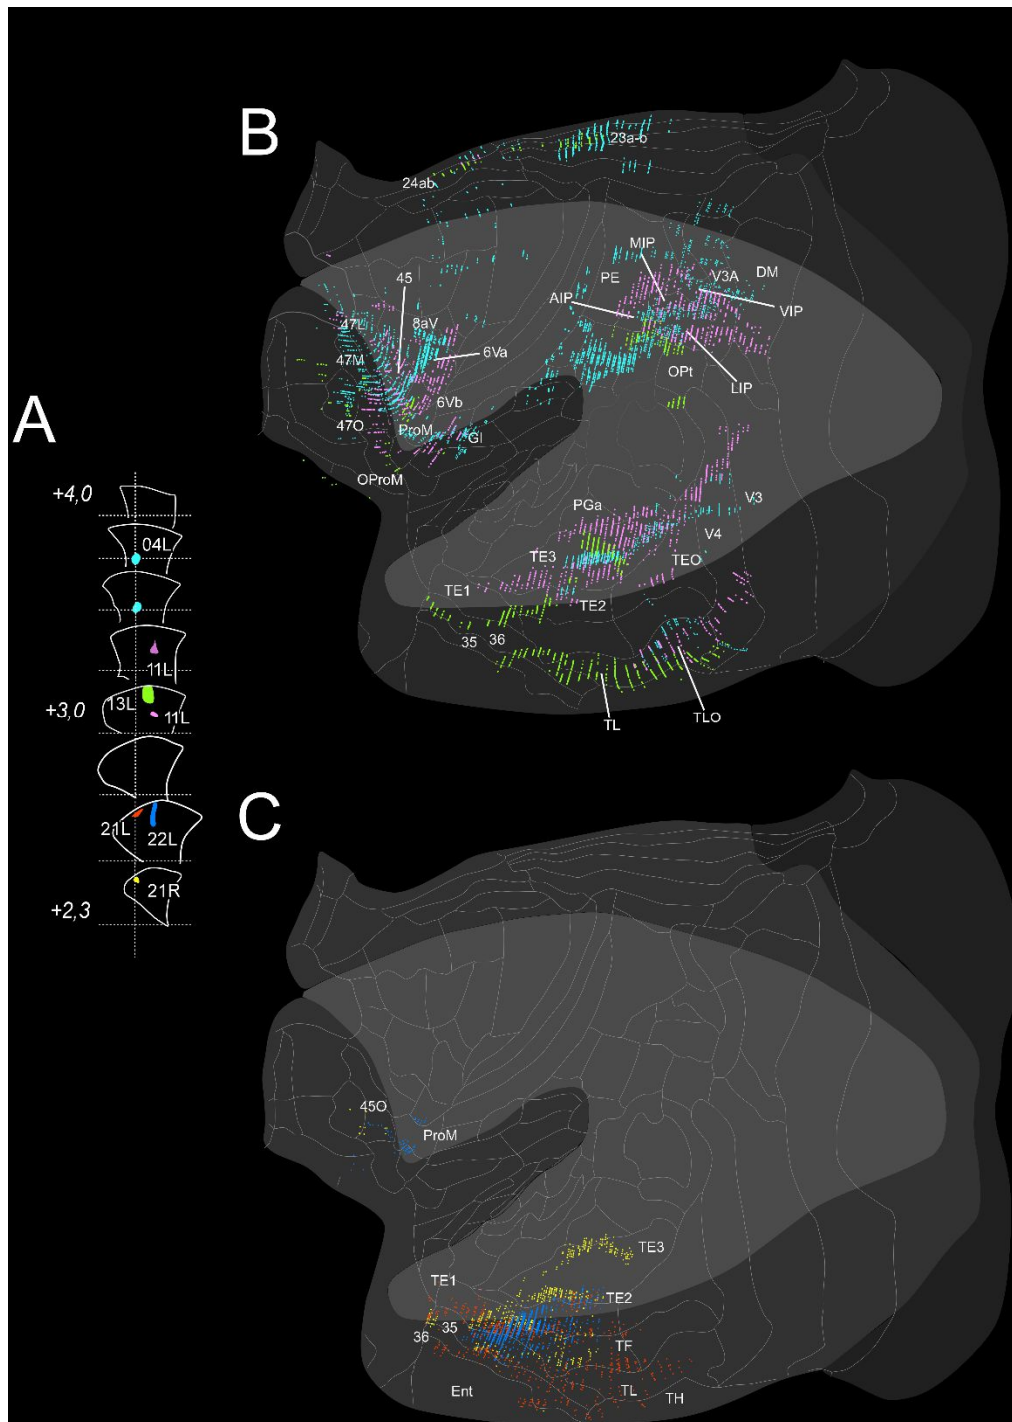 B
23a-b
24ab
MIP
45
PE
V3A
DM
AIP
VIP
47L
8aV
47M
6Va
LIP
OPt
6Vb
47O
ProM
GI
OProM
A
+4,0
04L
11L
13L
+3,0
11L
21L
22L
21R
+2,3
PGa
V3
V4
TE3
TEO
TE1
TE2
35
36
TL
TLO
C
45O
ProM
TE3
TE1
TE2
35
36
TF
Ent
TL
TH